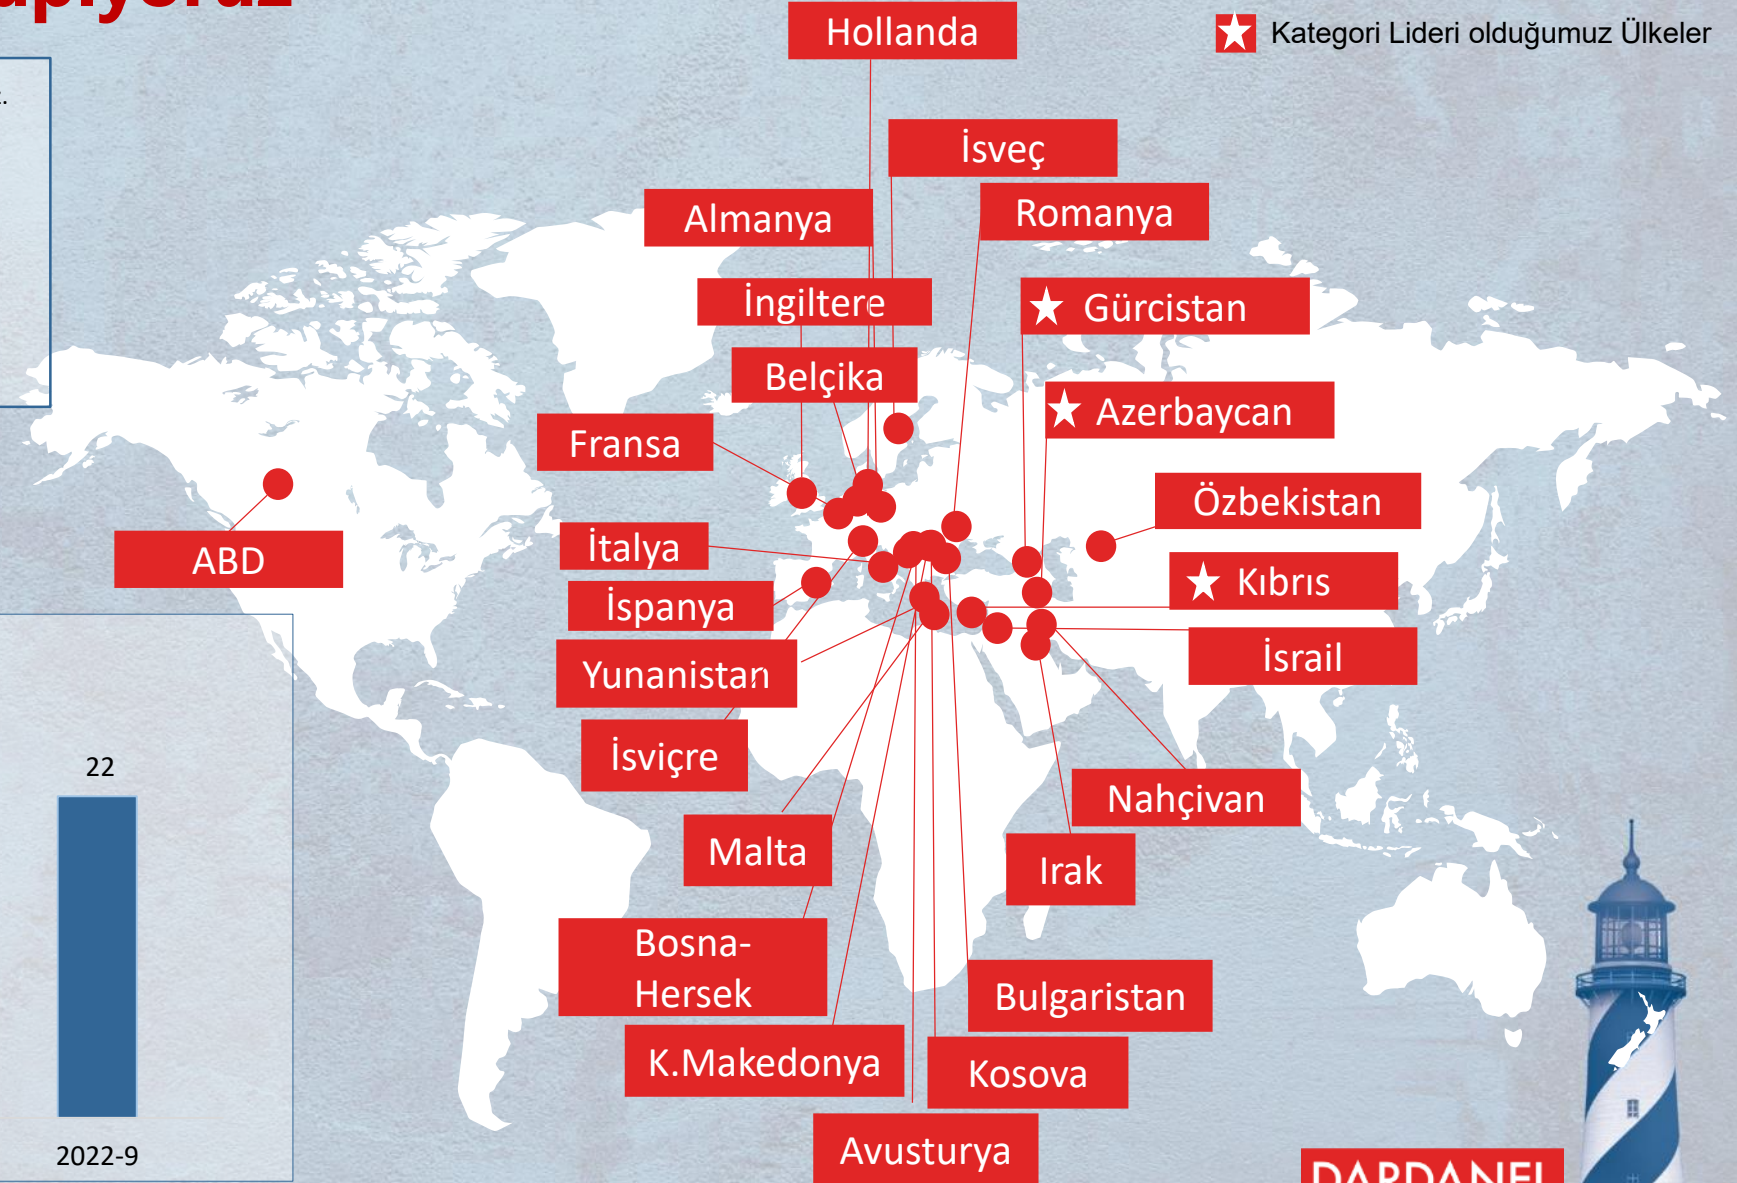 Hollanda
Kategori Lideri olduğumuz Ülkeler
İsveç
Almanya
Romanya
İngiltere
Gürcistan
Belçika
Azerbaycan
Fransa
Özbekistan
İtalya
ABD
Kıbrıs
İspanya
İsrail
Yunanistan
İsviçre
22
Nahçivan
Malta
Irak
Bosna-
Hersek
Bulgaristan
K.Makedonya
Kosova
Avusturya
2022-9
DARDANEL